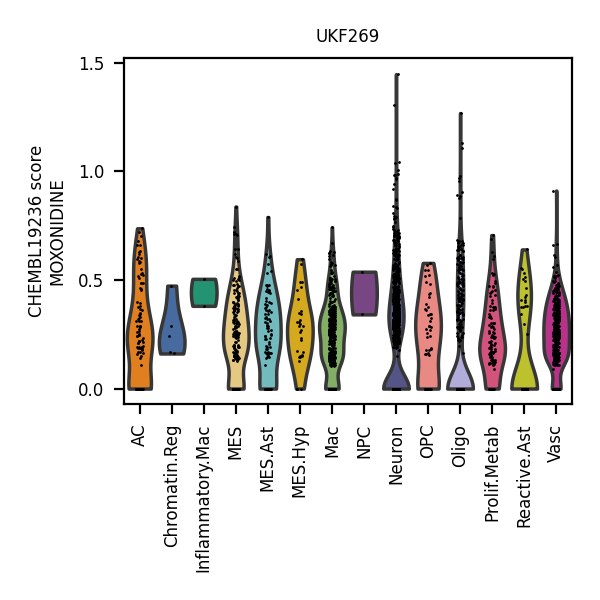 UKF269
CHEMBL19236 score
MOXONIDINE
1.5
1.0
0.5
0.0
AC
Chromatin.Reg
Inflammatory.Mac
MES
MES.Ast
MES.Hyp
Mac
NPC
Neuron
OPC
Oligo
Prolif.Metab
Reactive.Ast
Vasc